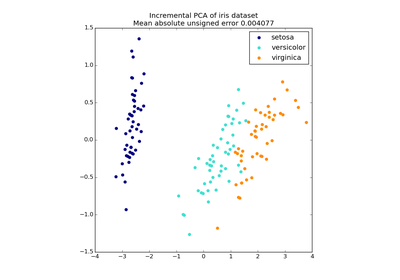 Incremental PCA of iris dataset
Mean absolute unsigned error 0.004077
1.5
setosa
versicolor
virginica
1.0
0.5
0.0
−0.5
−1.0
−1.5
−4 −3 −2 −1 0 1 2 3 4